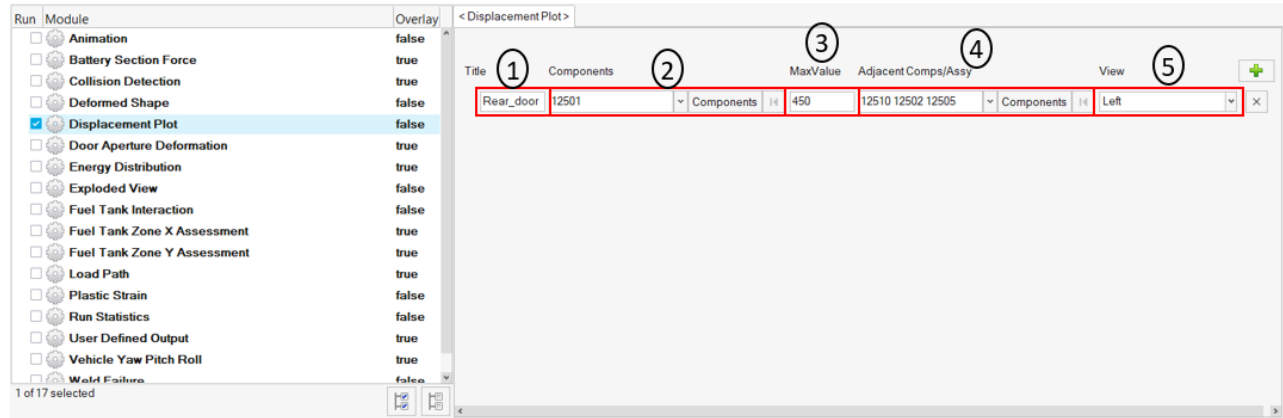 Run Module Overlay
Animation false
Battery Section Force true
Collision Detection true
Deformed Shape false
Displacement Plot false
Door Aperture Deformation true
Energy Distribution true
Exploded View false
Fuel Tank Interaction false
Fuel Tank Zone X Assessment true
Fuel Tank Zone Y Assessment true
Load Path true
Plastic Strain false
Run Statistics false
User Defined Output true
Vehicle Yaw Pitch Roll true
Weld Failure false
1 of 17 selected
< Displacement Plot >
3 4
Title 1 Components 2 MaxValue Adjacent Comps/Assy View 5
Rear_door 12501 Components 450 12510 12502 12505 Components Left